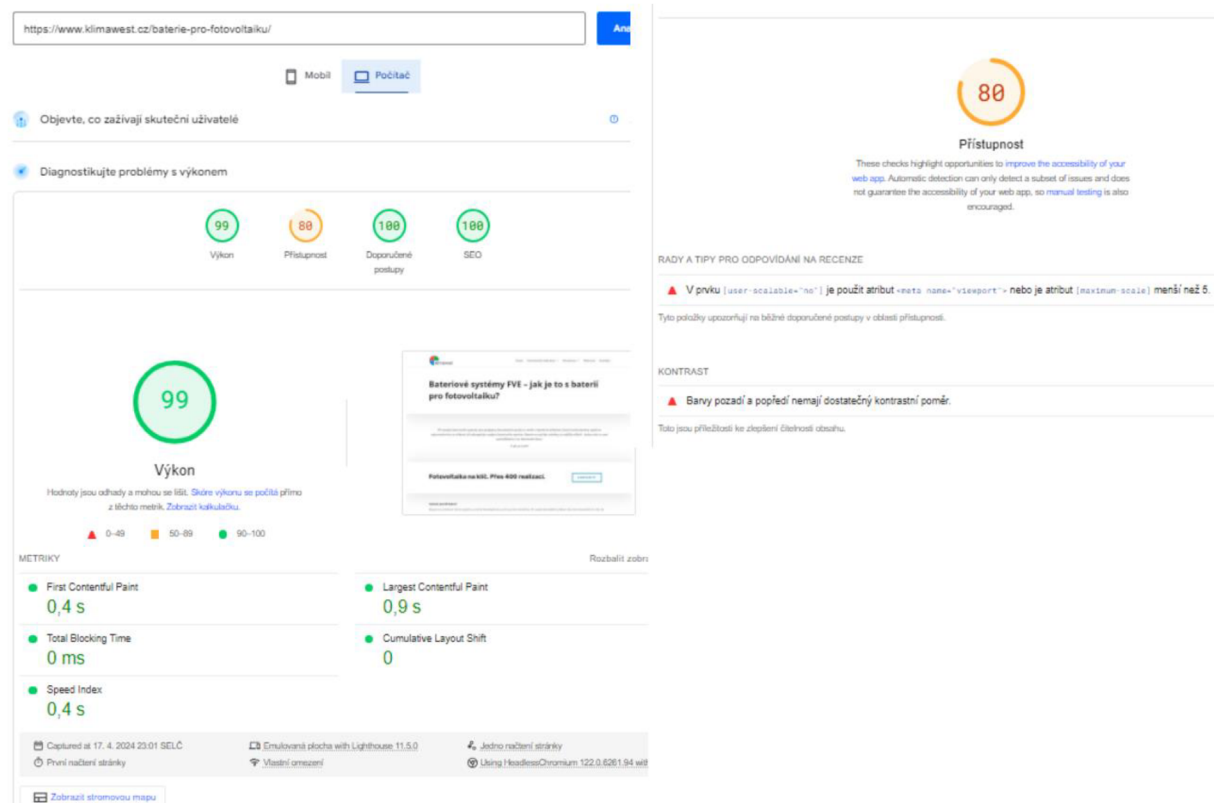 https://www.klimawest.cz/baterie-pro-fotovoltaiku/
Ana
Mobil
Počítač
Objevte, co zažívají skuteční uživatelé
Diagnostikujte problémy s výkonem
99
80
100
100
Výkon
Přístupnost
Doporučené
postupy
SEO
99
Výkon
Hodnoty jsou odhady a mohou se lišit. Skóre výkonu se počítá přímo
z těchto metrik. Zobrazit kalkulačku.
0–49
50–89
90–100
Bateriové systémy FVE – jak je to s baterií
pro fotovoltaiku?
Fotovoltaika na klíč. Přes 400 realizací.
METRIKY
Rozbalit zobra
First Contentful Paint
0,4 s
Largest Contentful Paint
0,9 s
Total Blocking Time
0 ms
Cumulative Layout Shift
0
Speed Index
0,4 s
Captured at 17. 4. 2024 23:01 SELČ
Emulovaná plocha with Lighthouse 11.5.0
Jedno načtení stránky
První načtení stránky
Vlastní omezení
Using HeadlessChromium 122.0.6261.94 with
Zobrazit stromovou mapu
80
Přístupnost
These checks highlight opportunities to improve the accessibility of your
web app. Automatic detection can only detect a subset of issues and does
not guarantee the accessibility of your web app, so manual testing is also
encouraged.
RADY A TIPY PRO ODPOVÍDÁNÍ NA RECENZE
V prvku [user-scalable="no"] je použit atribut <meta name="viewport"> nebo je atribut [maximum-scale] menší než 5.
Tyto položky upozorňují na běžné doporučené postupy v oblasti přístupnosti.
KONTRAST
Barvy pozadí a popředí nemají dostatečný kontrastní poměr.
Toto jsou příležitosti ke zlepšení čitelnosti obsahu.